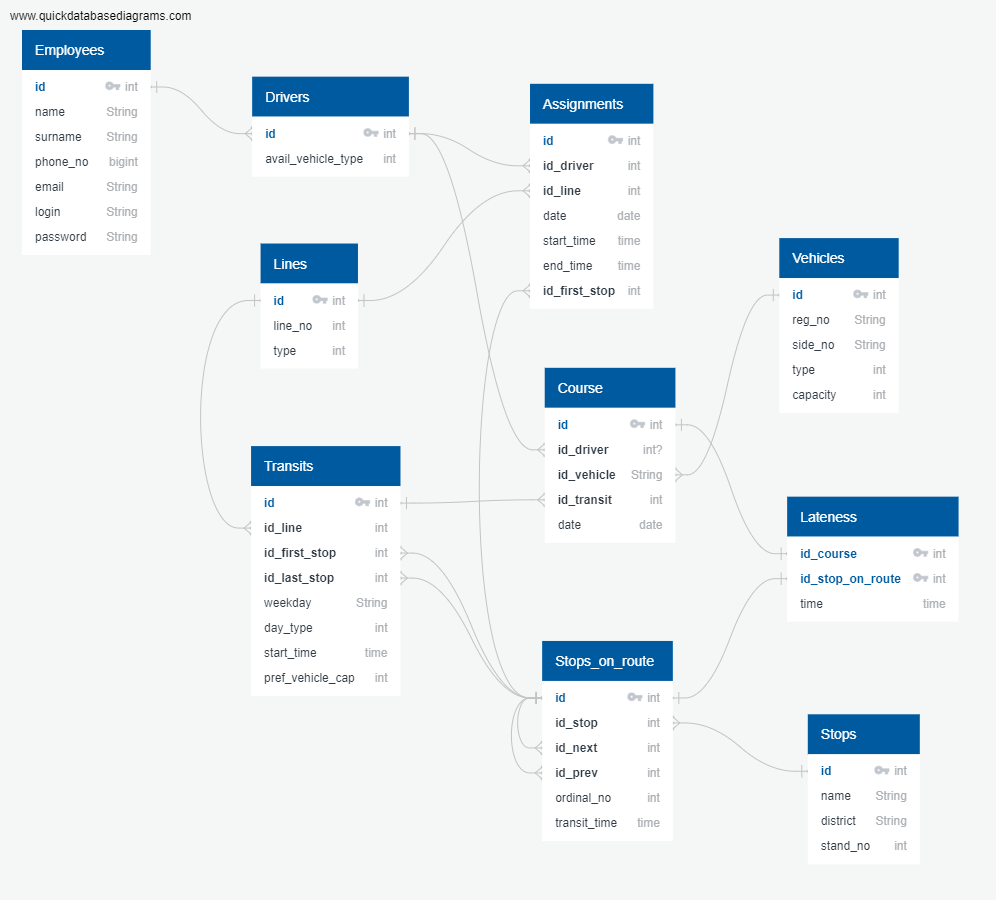 www.quickdatabasediagrams.com
Employees
id int
name String
surname String
phone_no bigint
email String
login String
password String
Drivers
id int
avail_vehicle_type int
Assignments
id int
id_driver int
id_line int
date date
start_time time
end_time time
id_first_stop int
Lines
id int
line_no int
type int
Vehicles
id int
reg_no String
side_no String
type int
capacity int
Course
id int
id_driver int?
id_vehicle String
id_transit int
date date
Transits
id int
id_line int
id_first_stop int
id_last_stop int
weekday String
day_type int
start_time time
pref_vehicle_cap int
Lateness
id_course int
id_stop_on_route int
time time
Stops_on_route
id int
id_stop int
id_next int
id_prev int
ordinal_no int
transit_time time
Stops
id int
name String
district String
stand_no int